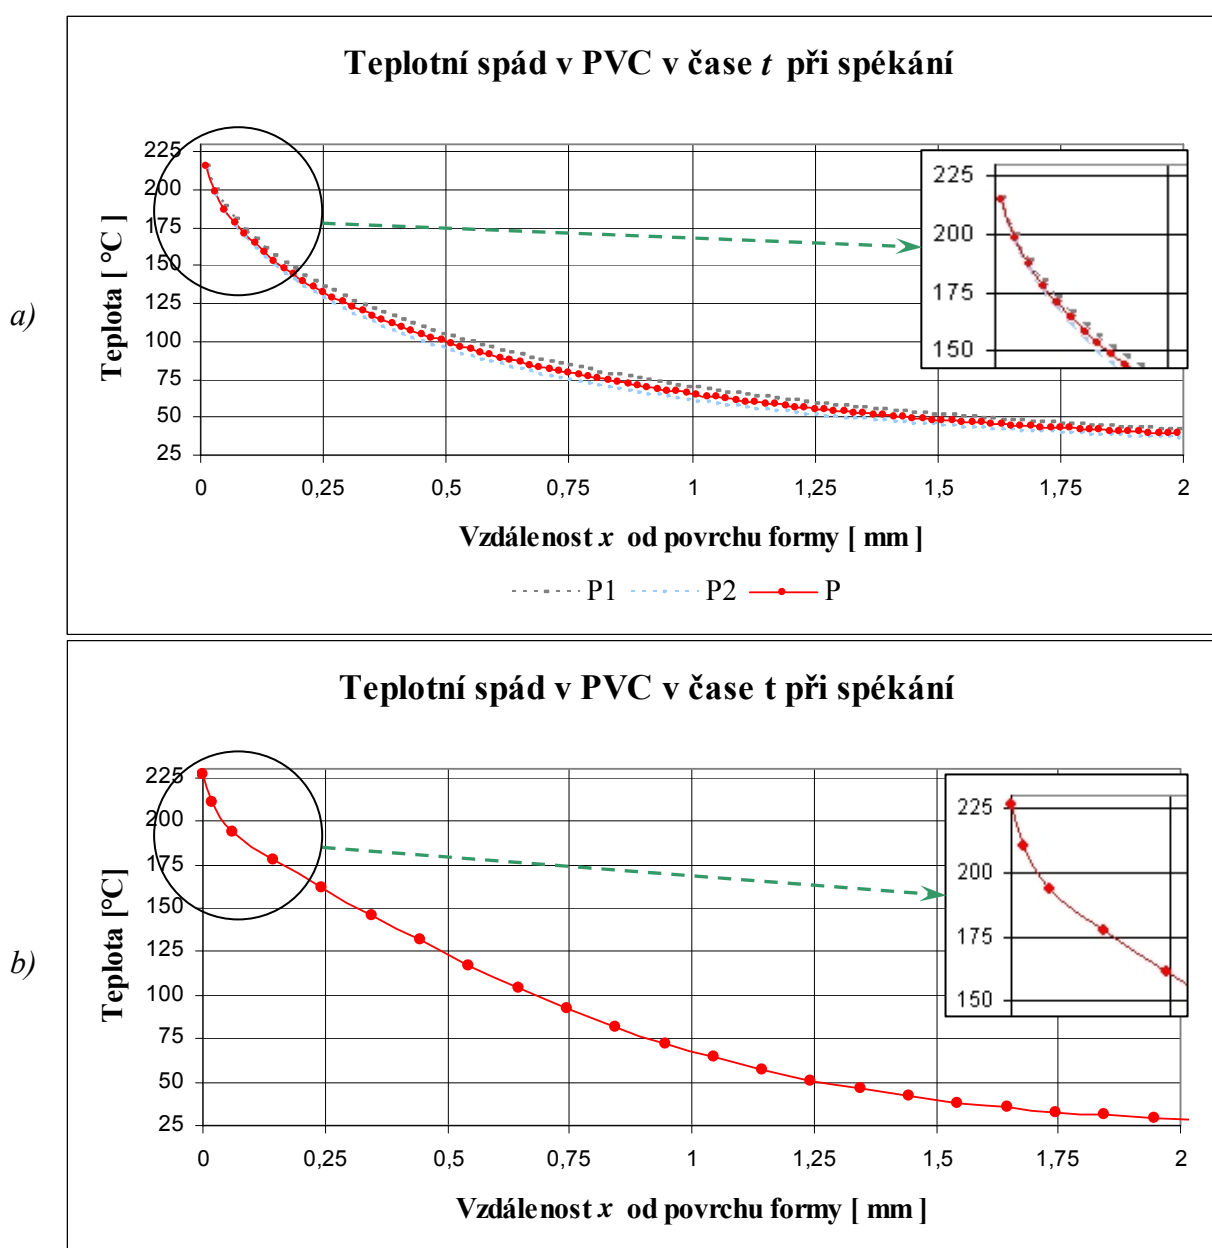 Teplotní spád v PVC v čase t při spékání
a)
Teplota [ °C ]
225
200
175
150
125
100
75
50
25
0 0,25 0,5 0,75 1 1,25 1,5 1,75 2
225
200
175
150
Vzdálenost x od povrchu formy [ mm ]
P1 P2 P
Teplotní spád v PVC v čase t při spékání
b)
Teplota [°C]
225
200
175
150
125
100
75
50
25
0 0,25 0,5 0,75 1 1,25 1,5 1,75 2
225
200
175
150
Vzdálenost x od povrchu formy [ mm ]